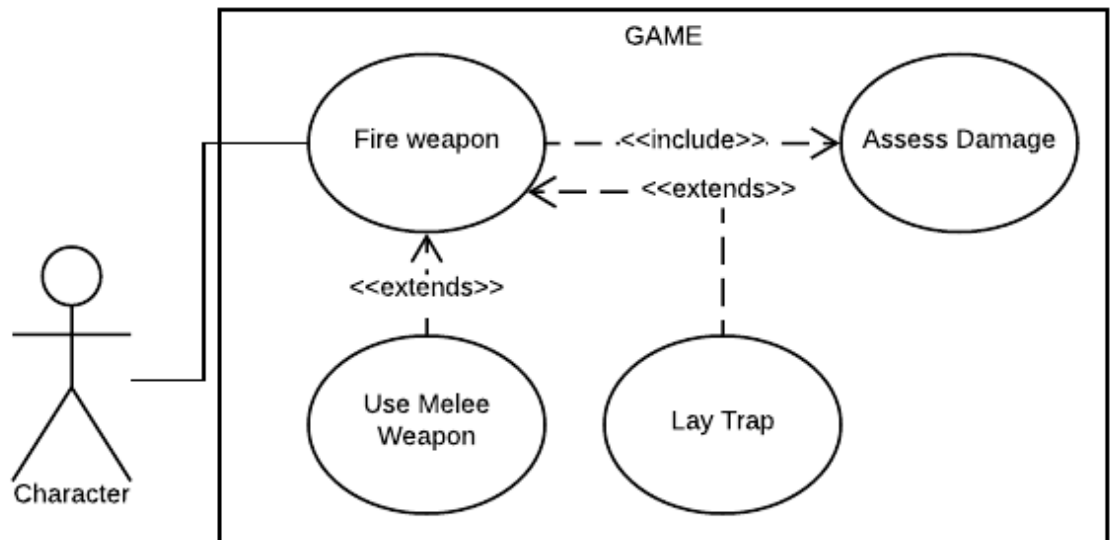 GAME
Fire weapon
<<include>>
Assess Damage
<<extends>>
<<extends>>
Use Melee
Weapon
Lay Trap
Character